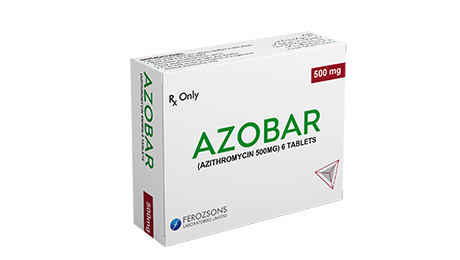 500 mg
Rx Only
AZOBAR
(AZITHROMYCIN 500MG) 6 TABLETS
FEROZSONS
LABORATORIES LIMITED
AZOBAR
500mg